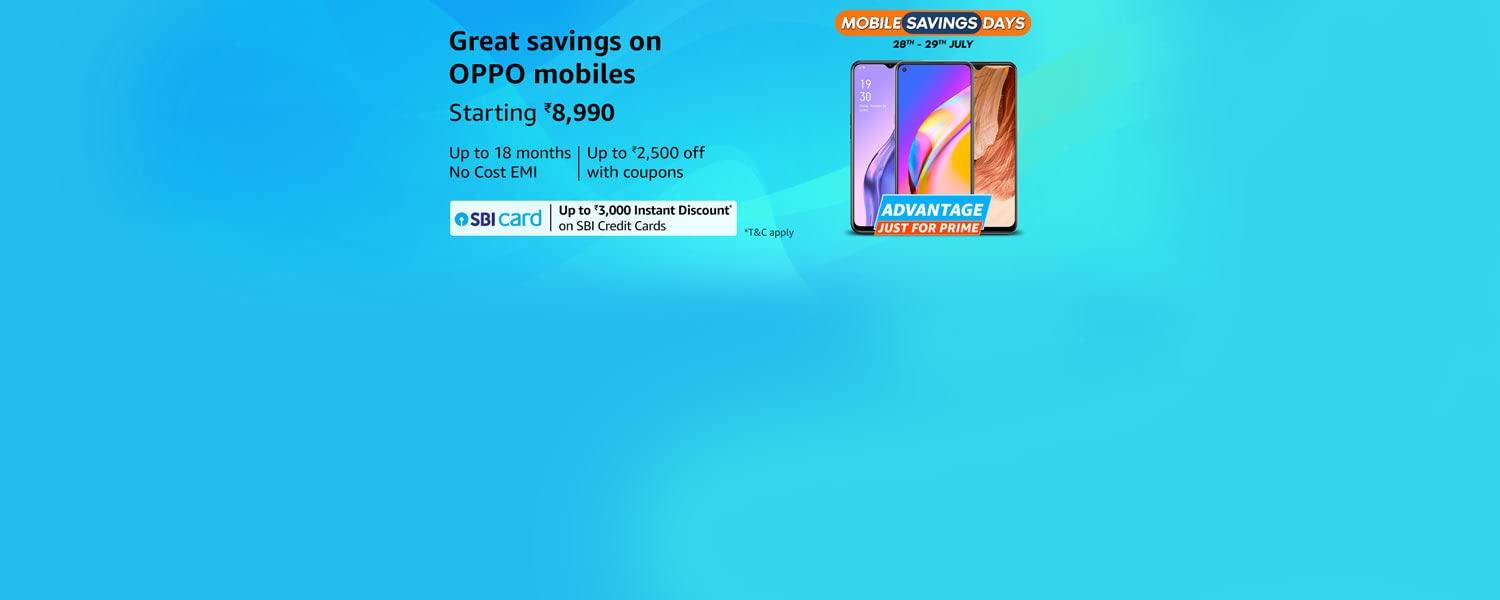 Great savings on
OPPO mobiles
Starting ₹8,990
Up to 18 months
No Cost EMI
Up to ₹2,500 off
with coupons
SBI card
Up to ₹3,000 Instant Discount*
on SBI Credit Cards
*T&C apply
MOBILE SAVINGS DAYS
28TH - 29TH JULY
19
30
ADVANTAGE
JUST FOR PRIME